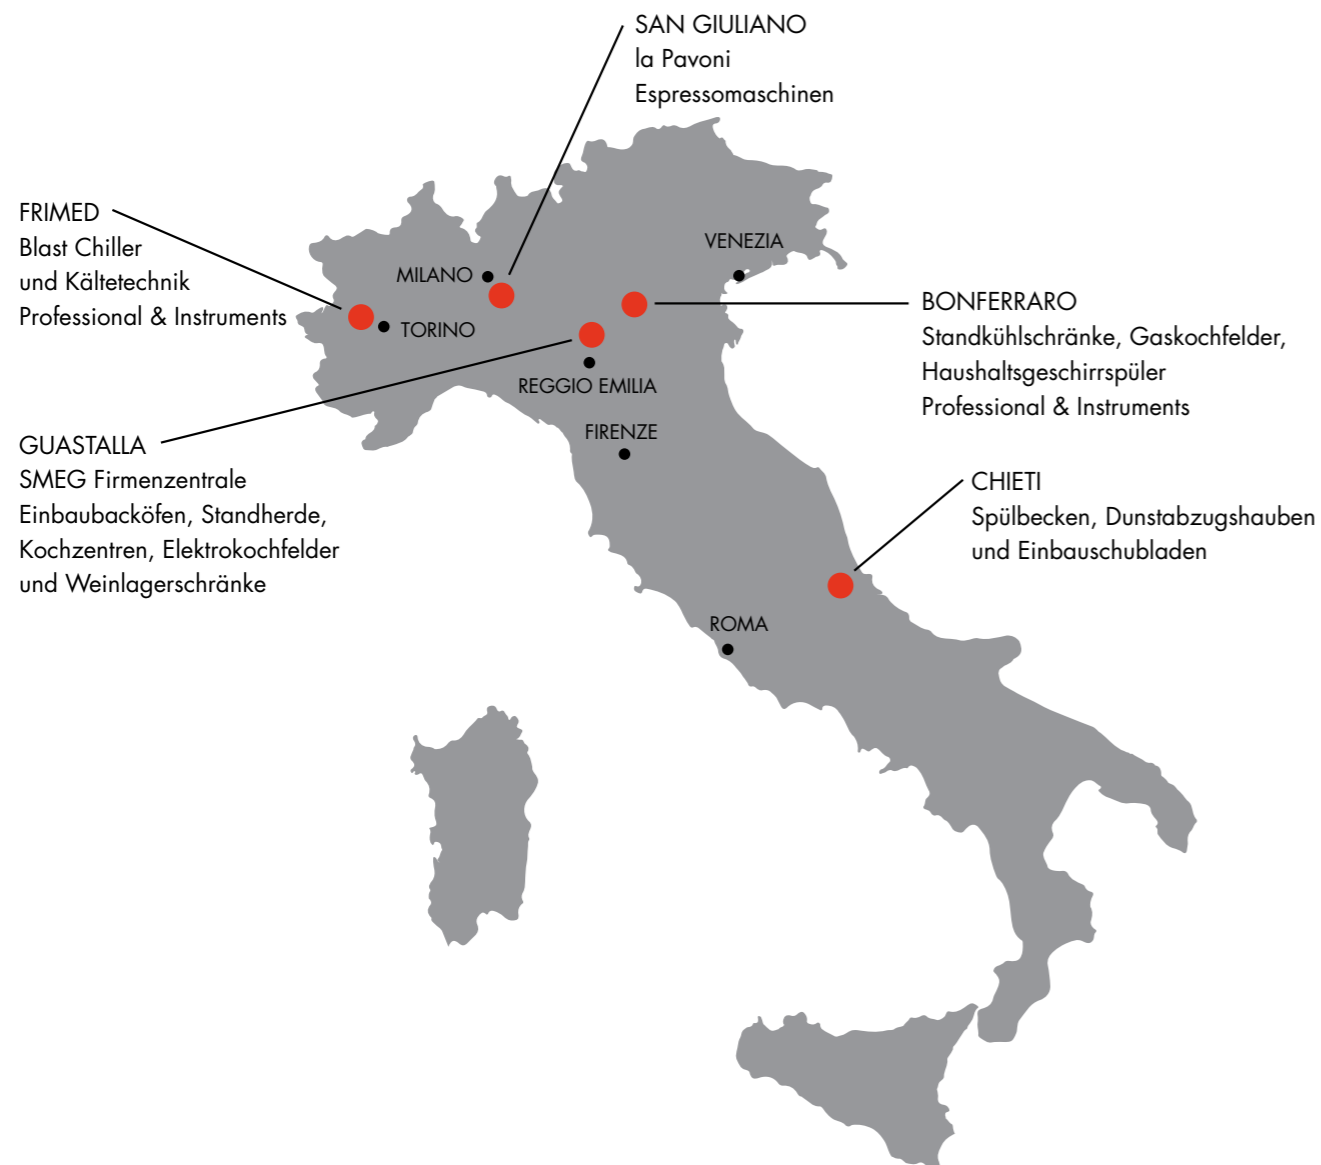 SAN GIULIANO
la Pavoni
Espressomaschinen
FRIMED
Blast Chiller
und Kältetechnik
Professional & Instruments
VENEZIA
MILANO
TORINO
BONFERRARO
Standkühlschränke, Gaskochfelder,
Haushaltsgeschirrspüler
Professional & Instruments
REGGIO EMILIA
FIRENZE
GUASTALLA
SMEG Firmenzentrale
Einbaubacköfen, Standherde,
Kochzentren, Elektrokochfelder
und Weinlagerschränke
CHIETI
Spülbecken, Dunstabzugshauben
und Einbauschubladen
ROMA